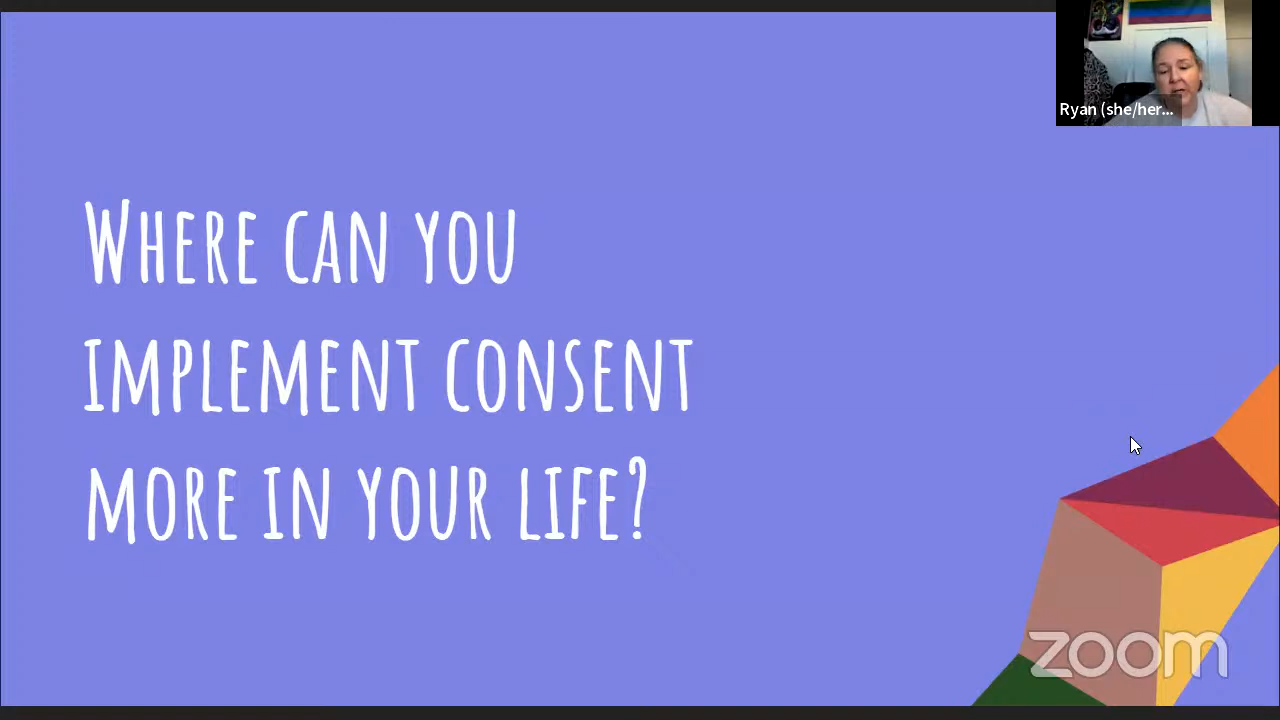 Ryan (she/her...
Where can you
implement consent
more in your life?
zoom